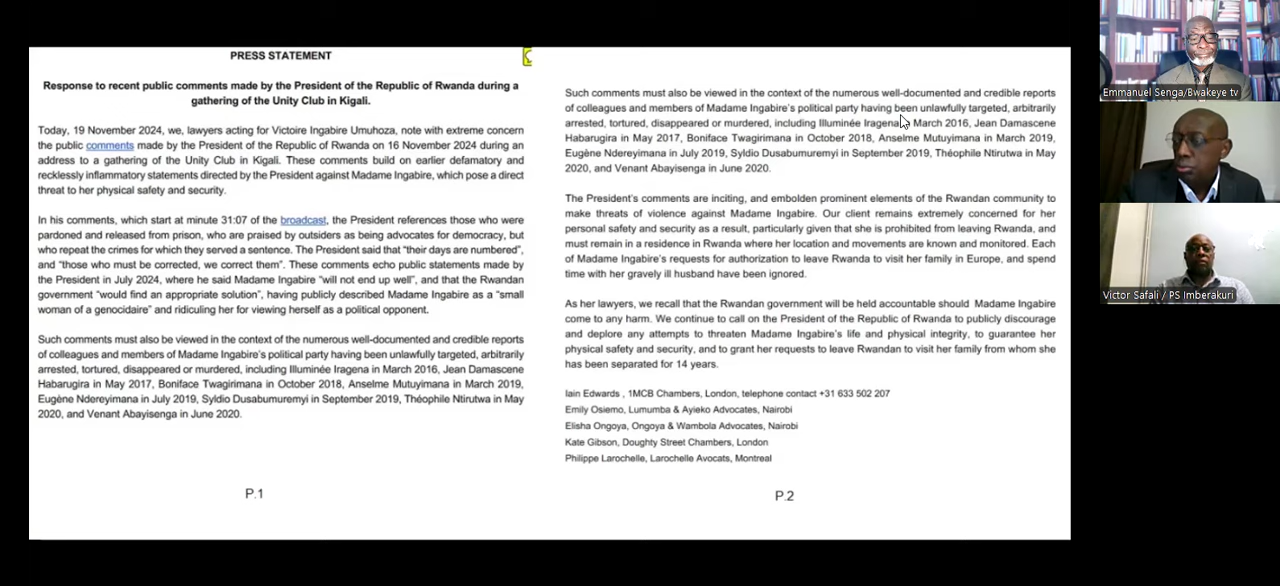 PRESS STATEMENT
Response to recent public comments made by the President of the Republic of Rwanda during a
gathering of the Unity Club in Kigali.
Today, 19 November 2024, we, lawyers acting for Victoire Ingabire Umuhoza, note with extreme concern
the public comments made by the President of the Republic of Rwanda on 16 November 2024 during an
address to a gathering of the Unity Club in Kigali. These comments build on earlier defamatory and
recklessly inflammatory statements directed by the President against Madame Ingabire, which pose a direct
threat to her physical safety and security.
In his comments, which start at minute 31:07 of the broadcast, the President references those who were
pardoned and released from prison, who are praised by outsiders as being advocates for democracy, but
who repeat the crimes for which they served a sentence. The President said that “their days are numbered”,
and “those who must be corrected, we correct them”. These comments echo public statements made by
the President in July 2024, where he said Madame Ingabire “will not end up well”, and that the Rwandan
government “would find an appropriate solution”, having publicly described Madame Ingabire as a “small
woman of a genocidaire” and ridiculing her for viewing herself as a political opponent.
Such comments must also be viewed in the context of the numerous well-documented and credible reports
of colleagues and members of Madame Ingabire’s political party having been unlawfully targeted, arbitrarily
arrested, tortured, disappeared or murdered, including Illuminée Iragena in March 2016, Jean Damascene
Habarugira in May 2017, Boniface Twagirimana in October 2018, Anselme Mutuyimana in March 2019,
Eugène Ndereyimana in July 2019, Syldio Dusabumuremyi in September 2019, Théophile Ntirutwa in May
2020, and Venant Abayisenga in June 2020.
P.1
Such comments must also be viewed in the context of the numerous well-documented and credible reports
of colleagues and members of Madame Ingabire’s political party having been unlawfully targeted, arbitrarily
arrested, tortured, disappeared or murdered, including Illuminée Iragena March 2016, Jean Damascene
Habarugira in May 2017, Boniface Twagirimana in October 2018, Anselme Mutuyimana in March 2019,
Eugène Ndereyimana in July 2019, Syldio Dusabumuremyi in September 2019, Théophile Ntirutwa in May
2020, and Venant Abayisenga in June 2020.
The President’s comments are inciting, and embolden prominent elements of the Rwandan community to
make threats of violence against Madame Ingabire. Our client remains extremely concerned for her
personal safety and security as a result, particularly given that she is prohibited from leaving Rwanda, and
must remain in a residence in Rwanda where her location and movements are known and monitored. Each
of Madame Ingabire’s requests for authorization to leave Rwanda to visit her family in Europe, and spend
time with her gravely ill husband have been ignored.
As her lawyers, we recall that the Rwandan government will be held accountable should Madame Ingabire
come to any harm. We continue to call on the President of the Republic of Rwanda to publicly discourage
and deplore any attempts to threaten Madame Ingabire’s life and physical integrity, to guarantee her
physical safety and security, and to grant her requests to leave Rwandan to visit her family from whom she
has been separated for 14 years.
Iain Edwards , 1MCB Chambers, London, telephone contact +31 633 502 207
Emily Osiemo, Lumumba & Ayieko Advocates, Nairobi
Elisha Ongoya, Ongoya & Wambola Advocates, Nairobi
Kate Gibson, Doughty Street Chambers, London
Philippe Larochelle, Larochelle Avocats, Montreal
P.2
Emmanuel Senga/Bwakeye tv
Victor Safali / PS Imberakuri